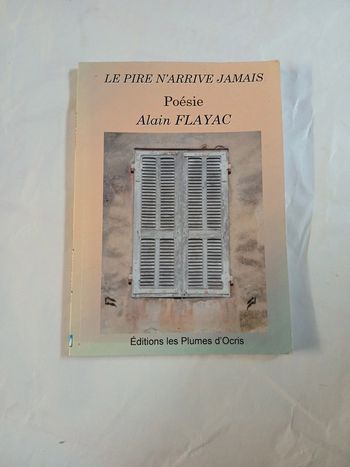 LE PIRE N'ARRIVE JAMAIS
Poésie
Alain FLAYAC
Éditions les Plumes d'Ocris